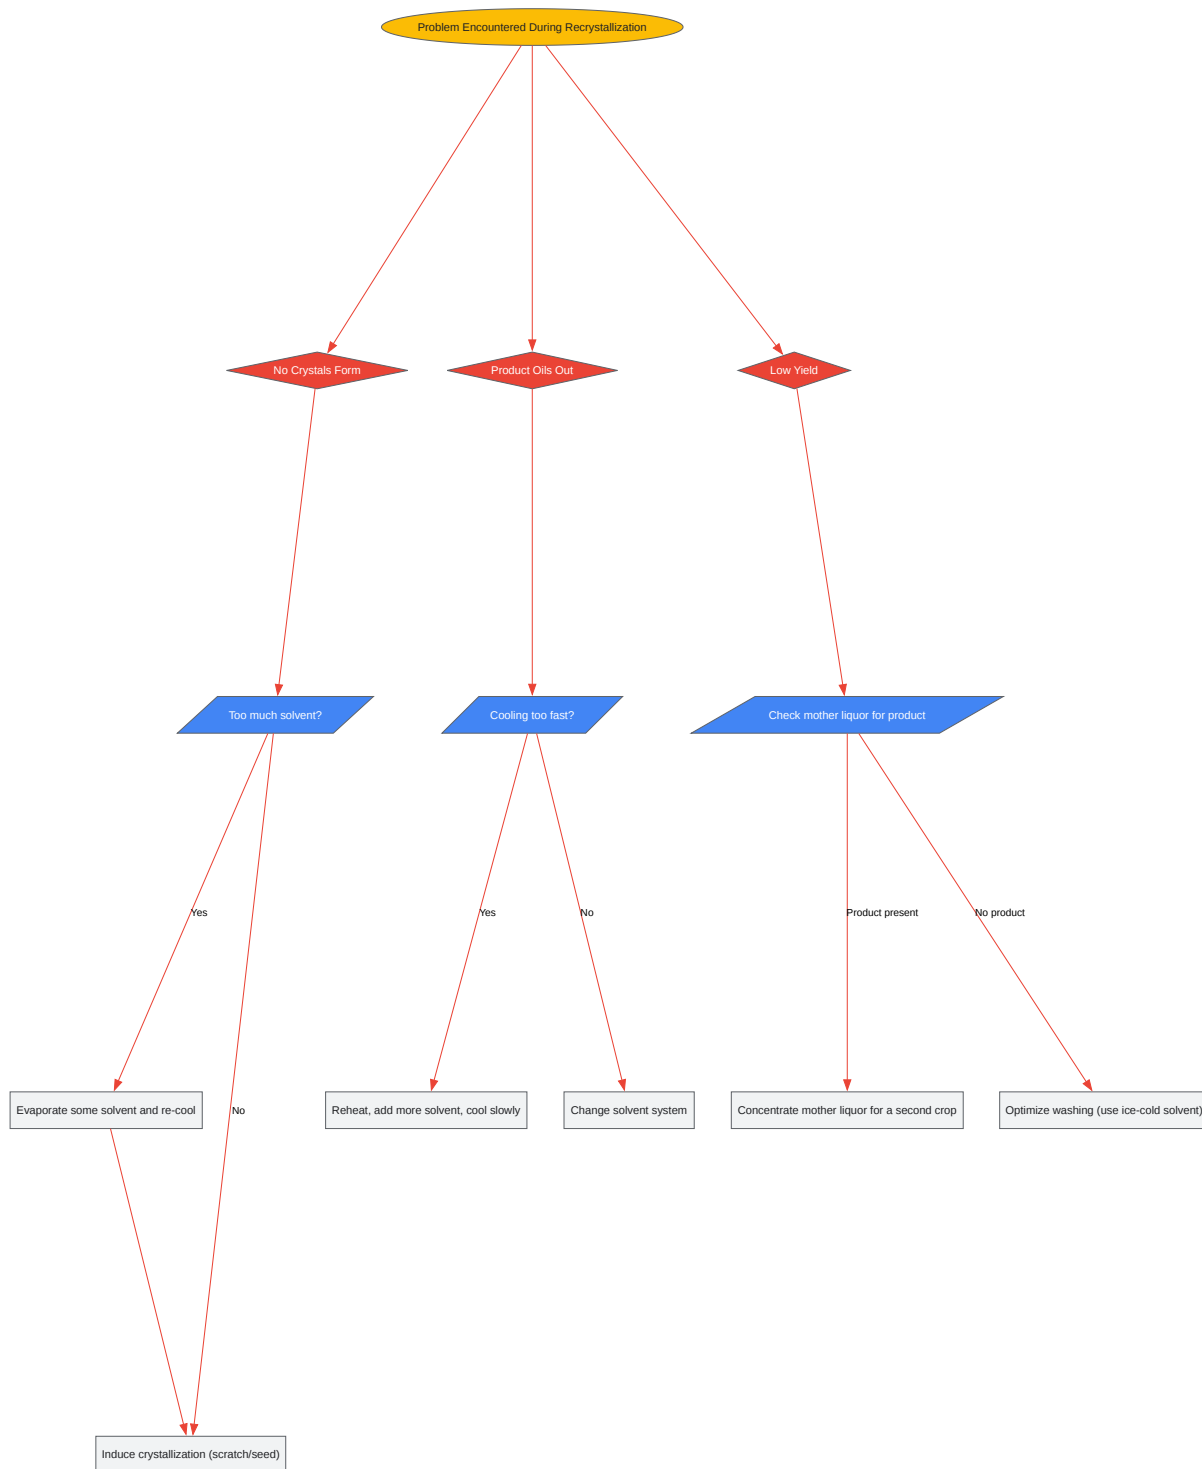 Problem Encountered During Recrystallization
No Crystals Form
Product Oils Out
Low Yield
Too much solvent?
Cooling too fast?
Check mother liquor for product
Yes
Yes
No
Product present
No product
Evaporate some solvent and re-cool
No
Reheat, add more solvent, cool slowly
Change solvent system
Concentrate mother liquor for a second crop
Optimize washing (use ice-cold solvent)
Induce crystallization (scratch/seed)